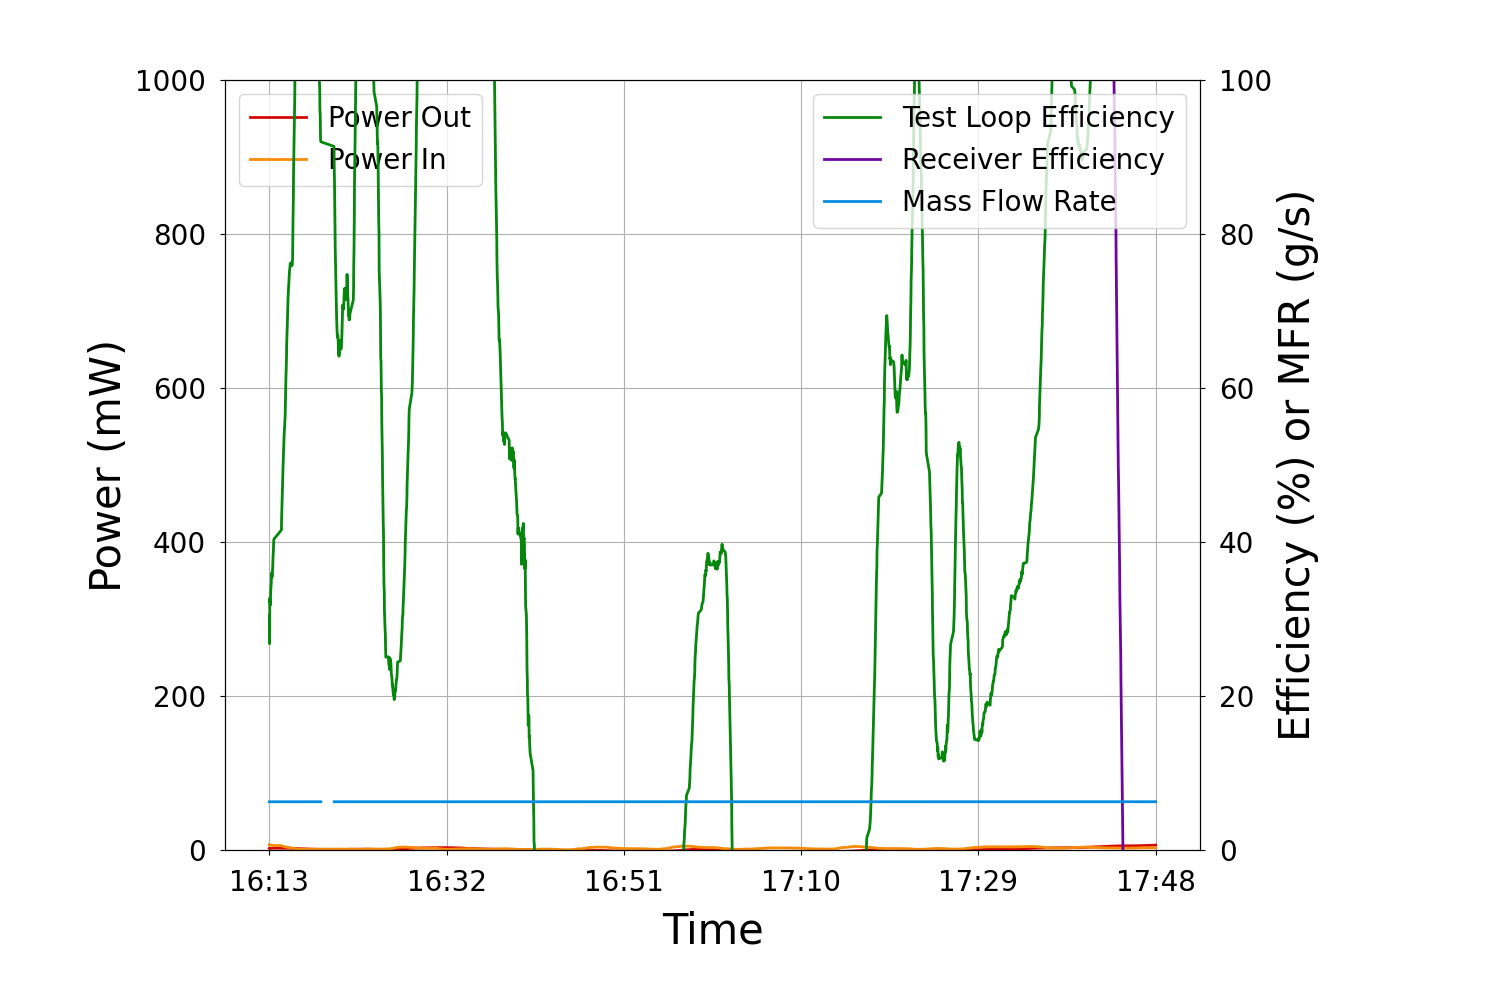 1000
800
600
400
200
0
Power (mW)
Power Out
Power In
Test Loop Efficiency
Receiver Efficiency
Mass Flow Rate
100
80
60
40
20
0
Efficiency (%) or MFR (g/s)
16:13 16:32 16:51 17:10 17:29 17:48
Time